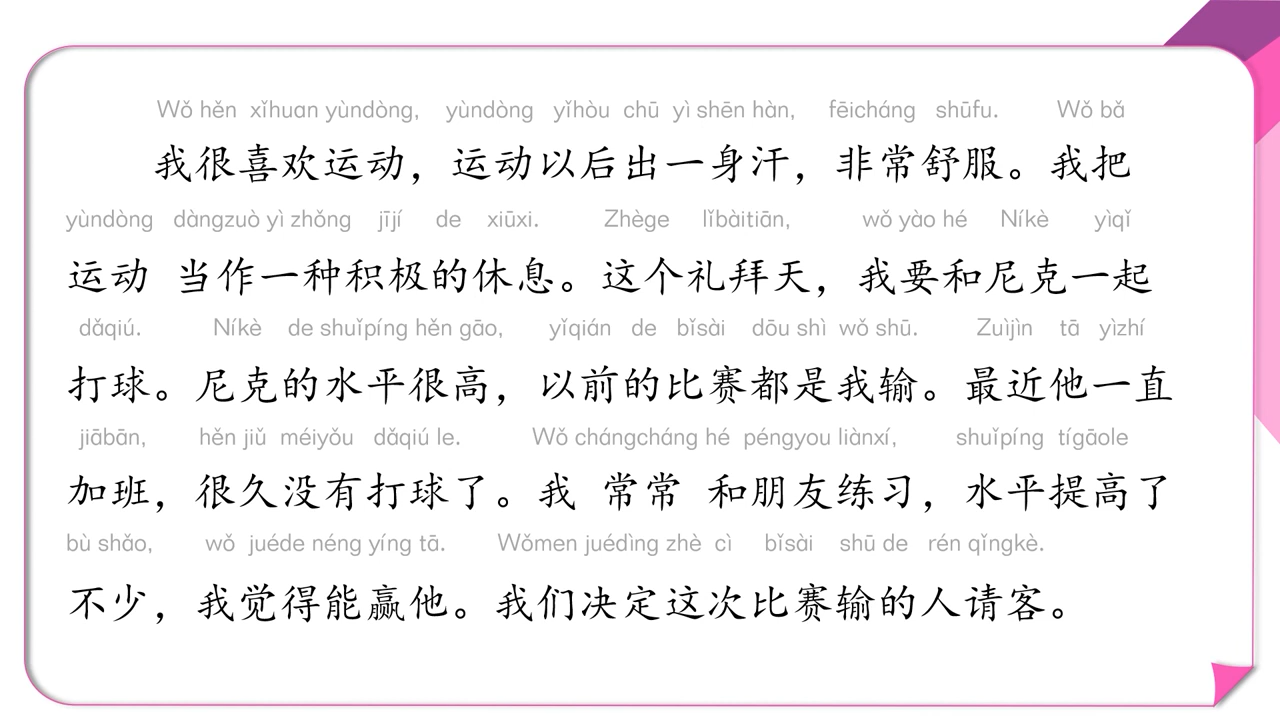 Wǒ hěn xǐhuan yùndòng, yùndòng yǐhòu chū yì shēn hàn, fēicháng shūfu. Wǒ bǎ
我很喜欢运动，运动以后出一身汗，非常舒服。我把
yùndòng dàngzuò yì zhǒng jījí de xiūxi. Zhège lǐbàitiān, wǒ yào hé Níkè yìqǐ
运动 当作一种积极的休息。这个礼拜天，我要和尼克一起
dǎqiú. Níkè de shuǐpíng hěn gāo, yǐqián de bǐsài dōu shì wǒ shū. Zuìjìn tā yìzhí
打球。尼克的水平很高，以前的比赛都是我输。最近他一直
jiābān, hěn jiǔ méiyǒu dǎqiú le. Wǒ chángcháng hé péngyou liànxí, shuǐpíng tígāole
加班，很久没有打球了。我 常常 和朋友练习，水平提高了
bù shǎo, wǒ juéde néng yíng tā. Wǒmen juédìng zhè cì bǐsài shū de rén qǐngkè.
不少，我觉得能赢他。我们决定这次比赛输的人请客。